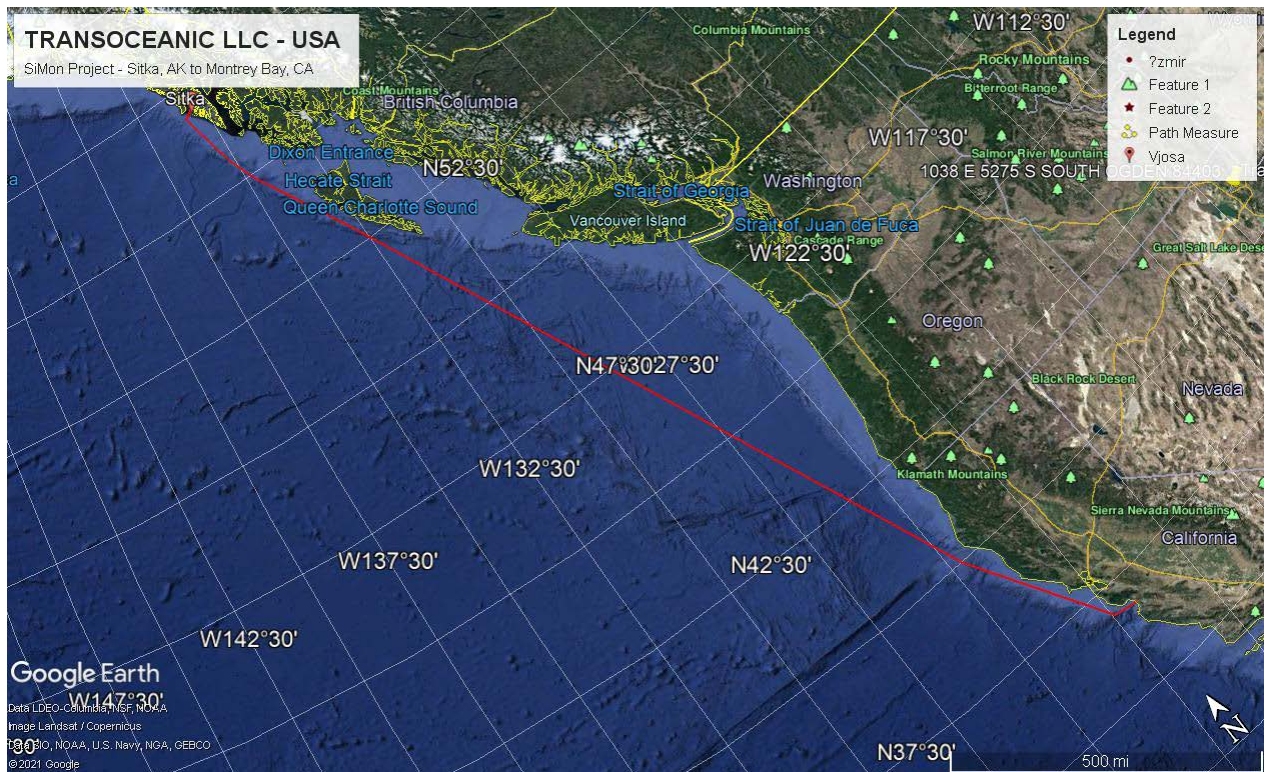 TRANSOCEANIC LLC - USA
SiMon Project - Sitka, AK to Montrey Bay, CA
Legend
?zmir
Feature 1
Feature 2
Path Measure
Vjosa
W112°30'
Columbia Mountains
Rocky Mountains
Bitterroot Range
Coast Mountains
British Columbia
Sitka
W117°30'
Dixon Entrance
N52°30'
Salmon River Mountains
1038 E 5275 S SOUTH OGDEN 84403
Hecate Strait
Strait of Georgia
Washington
Queen Charlotte Sound
Vancouver Island
Strait of Juan de Fuca
Cascade Range
W122°30'
Great Salt Lake Dese
Oregon
N47°30'
27°30'
Black Rock Desert
Nevada
W132°30'
Klamath Mountains
Sierra Nevada Mountains
California
W137°30'
N42°30'
W142°30'
Google Earth
W147°30'
Data LDEO-Columbia, NSF, NOAA
Image Landsat / Copernicus
Data SIO, NOAA, U.S. Navy, NGA, GEBCO
©2021 Google
N37°30'
500 mi
N